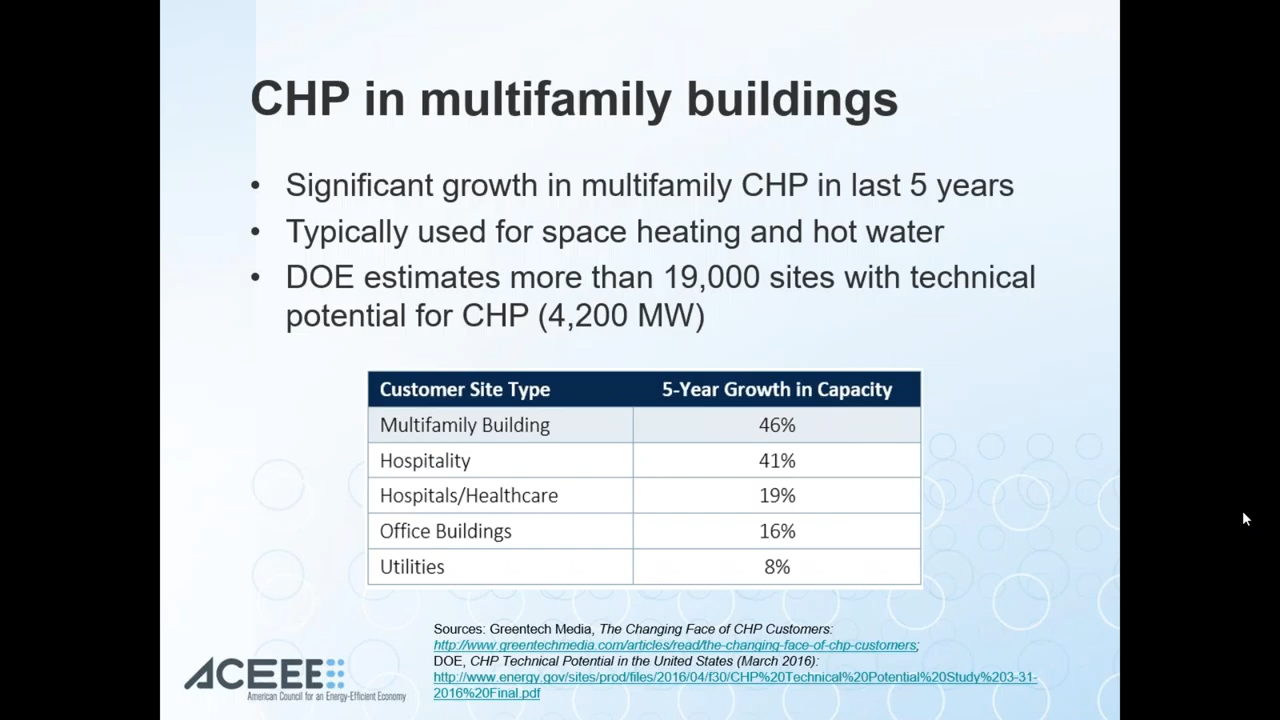 CHP in multifamily buildings
• Significant growth in multifamily CHP in last 5 years
• Typically used for space heating and hot water
• DOE estimates more than 19,000 sites with technical
potential for CHP (4,200 MW)
Customer Site Type 5-Year Growth in Capacity
Multifamily Building 46%
Hospitality 41%
Hospitals/Healthcare 19%
Office Buildings 16%
Utilities 8%
Sources: Greentech Media, The Changing Face of CHP Customers:
http://www.greentechmedia.com/articles/read/the-changing-face-of-chp-customers;
DOE, CHP Technical Potential in the United States (March 2016):
http://www.energy.gov/sites/prod/files/2016/04/f30/CHP%20Technical%20Potential%20Study%203-31-
2016%20Final.pdf
ACEEE
American Council for an Energy-Efficient Economy